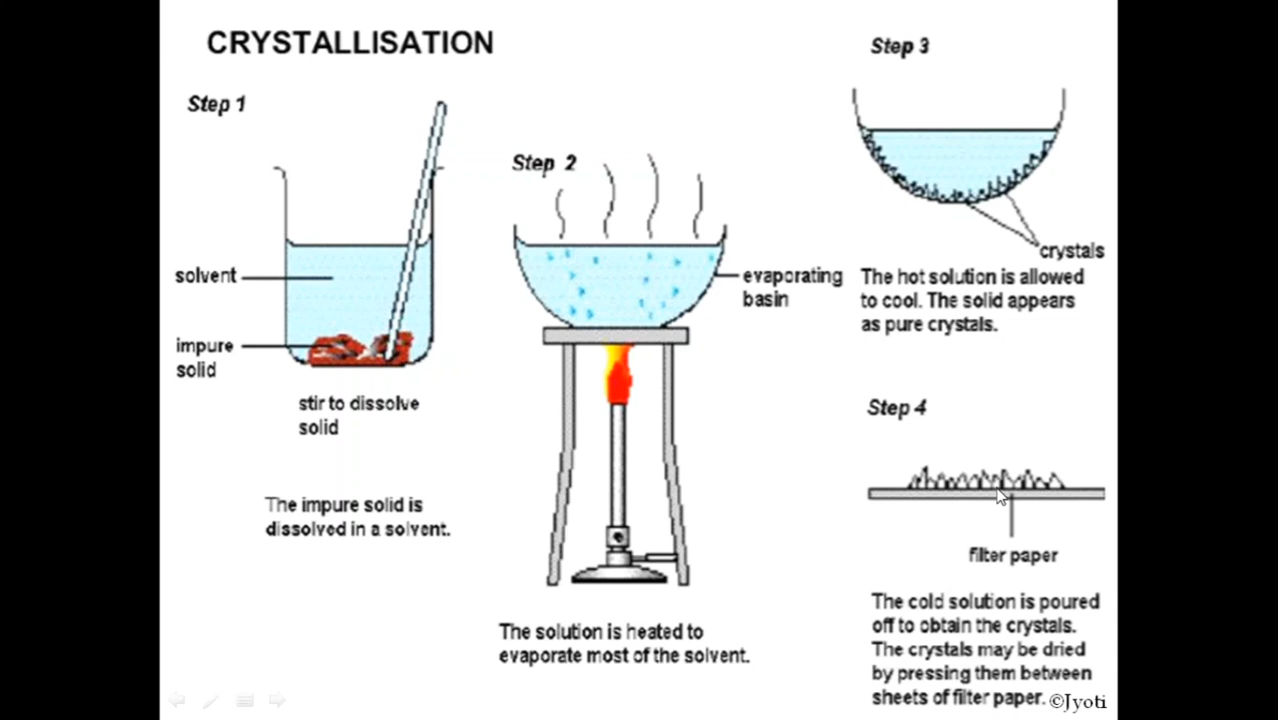 CRYSTALLISATION
Step 1
solvent
impure
solid
stir to dissolve
solid
The impure solid is
dissolved in a solvent.
Step 2
evaporating
basin
The solution is heated to
evaporate most of the solvent.
Step 3
crystals
The hot solution is allowed
to cool. The solid appears
as pure crystals.
Step 4
filter paper
The cold solution is poured
off to obtain the crystals.
The crystals may be dried
by pressing them between
sheets of filter paper.
©Jyoti